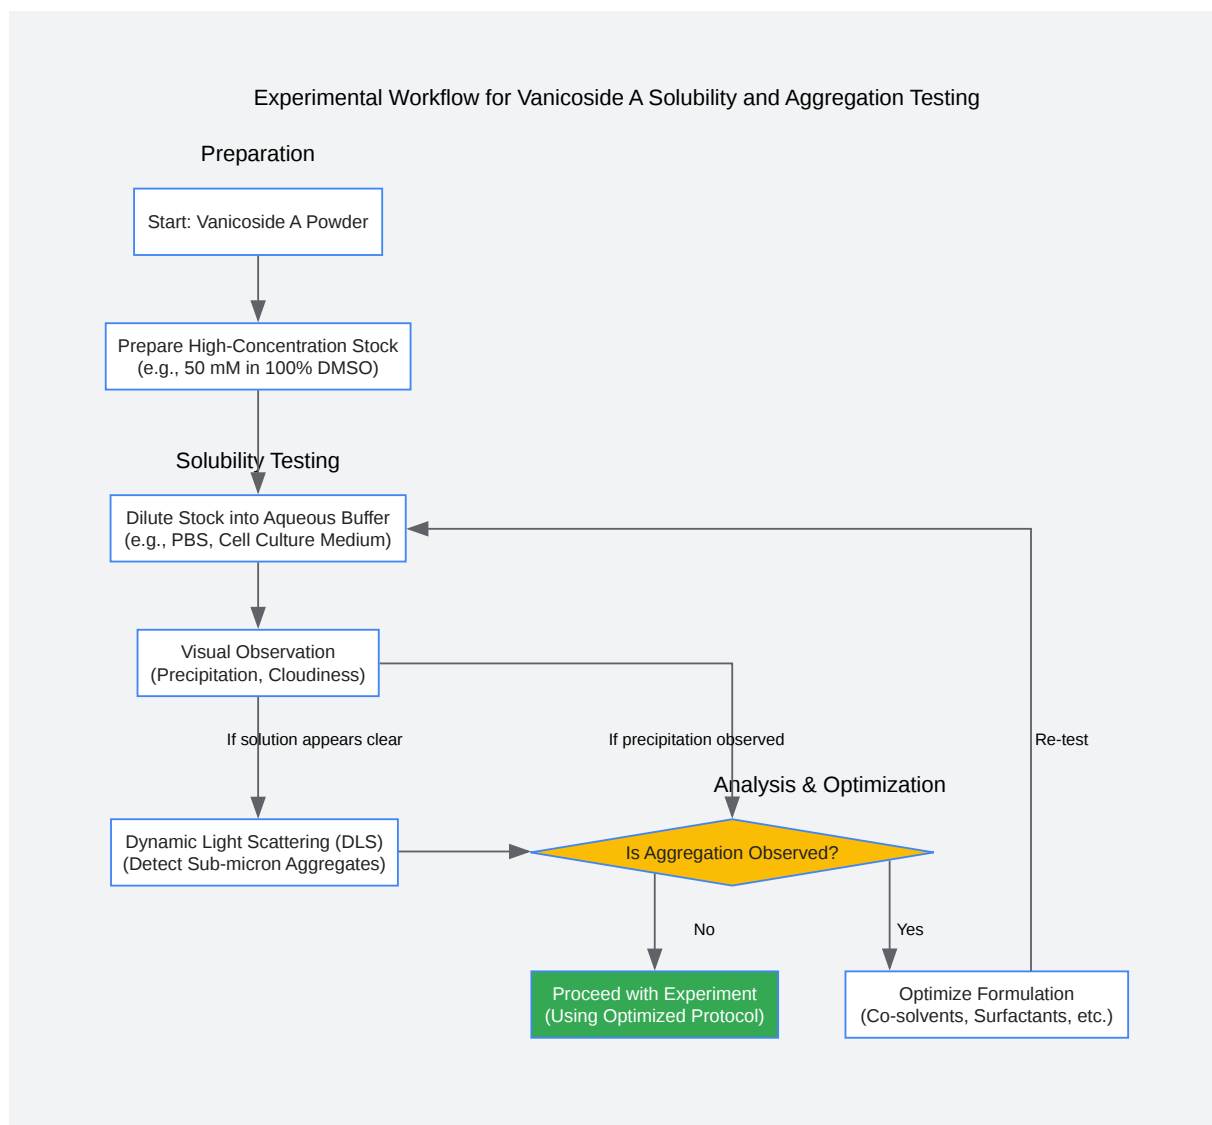 Experimental Workflow for Vanicoside A Solubility and Aggregation Testing
Preparation
Start: Vanicoside A Powder
Prepare High-Concentration Stock
(e.g., 50 mM in 100% DMSO)
Solubility Testing
Dilute Stock into Aqueous Buffer
(e.g., PBS, Cell Culture Medium)
Visual Observation
(Precipitation, Cloudiness)
If solution appears clear
If precipitation observed
Re-test
Analysis & Optimization
Dynamic Light Scattering (DLS)
(Detect Sub-micron Aggregates)
Is Aggregation Observed?
No
Yes
Proceed with Experiment
(Using Optimized Protocol)
Optimize Formulation
(Co-solvents, Surfactants, etc.)